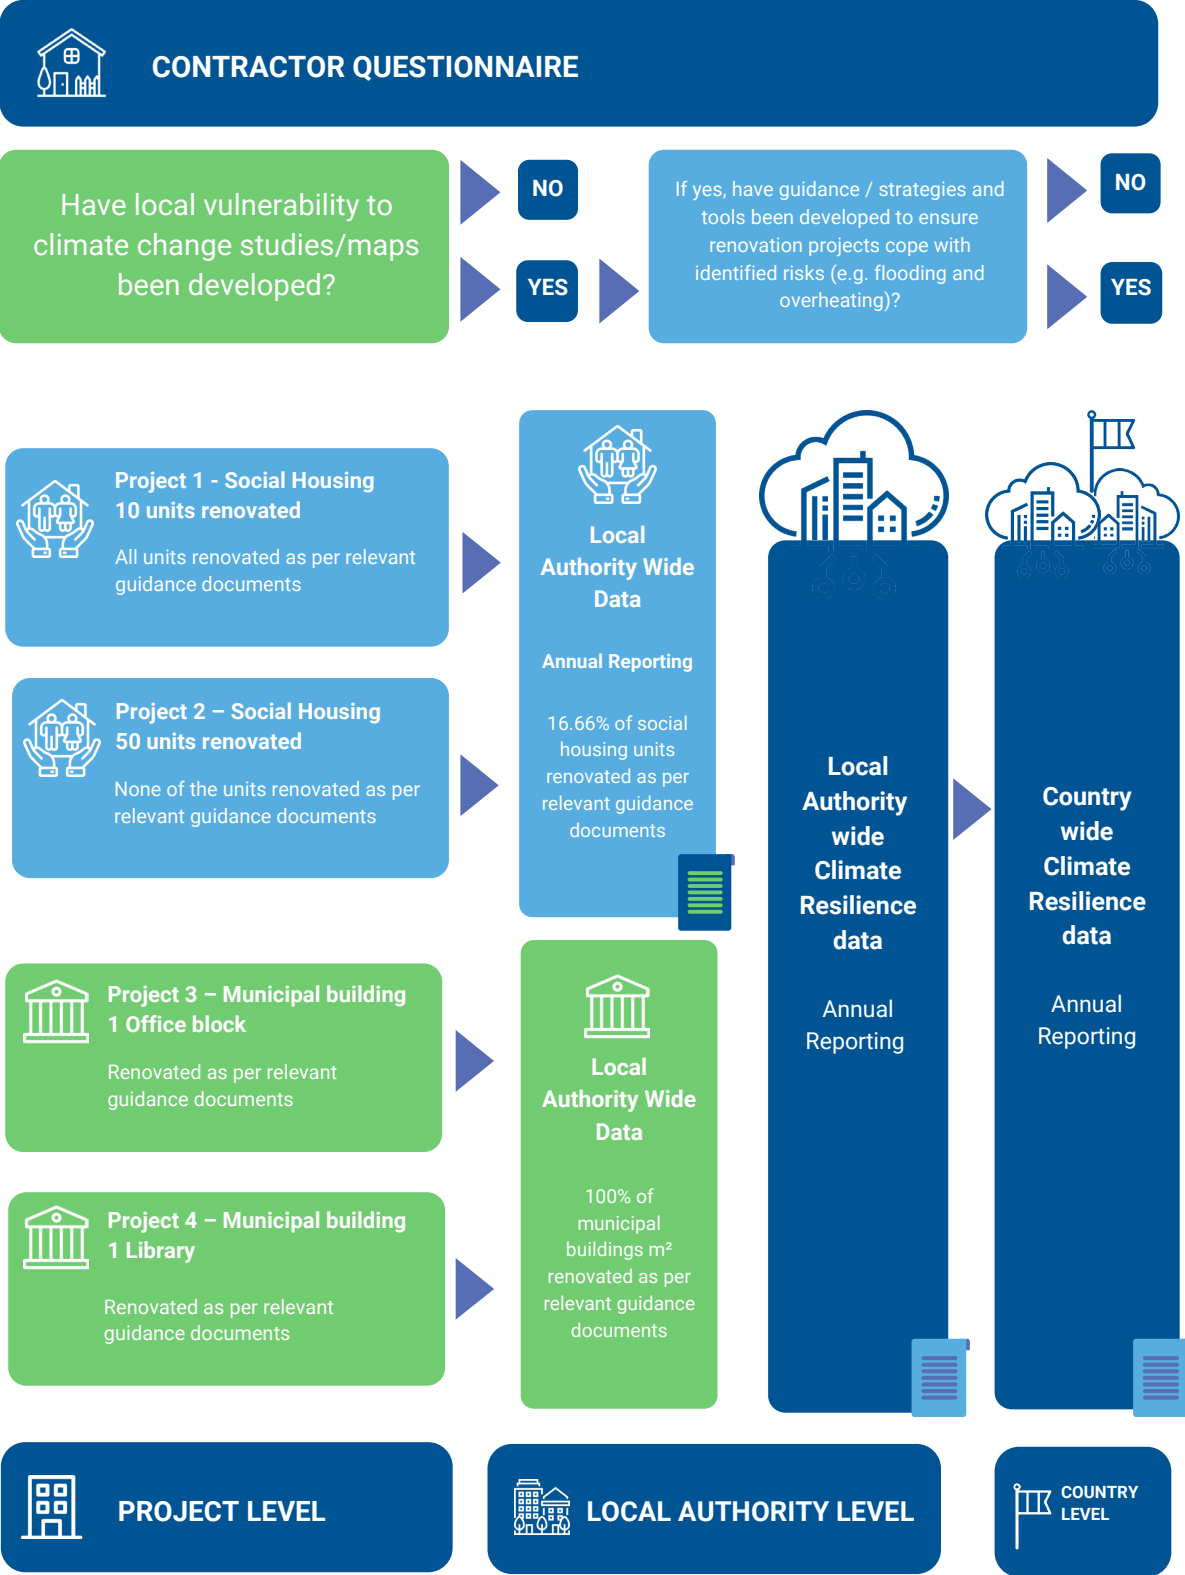 CONTRACTOR QUESTIONNAIRE
Have local vulnerability to
climate change studies/maps
been developed?
NO
YES
If yes, have guidance / strategies and
tools been developed to ensure
renovation projects cope with
identified risks (e.g. flooding and
overheating)?
NO
YES
Project 1 - Social Housing
10 units renovated
All units renovated as per relevant
guidance documents
Project 2 – Social Housing
50 units renovated
None of the units renovated as per
relevant guidance documents
Local
Authority Wide
Data
Annual Reporting
16.66% of social
housing units
renovated as per
relevant guidance
documents
Project 3 – Municipal building
1 Office block
Renovated as per relevant
guidance documents
Project 4 – Municipal building
1 Library
Renovated as per relevant
guidance documents
Local
Authority Wide
Data
100% of
municipal
buildings m²
renovated as per
relevant guidance
documents
Local
Authority
wide
Climate
Resilience
data
Annual
Reporting
Country
wide
Climate
Resilience
data
Annual
Reporting
PROJECT LEVEL
LOCAL AUTHORITY LEVEL
COUNTRY
LEVEL